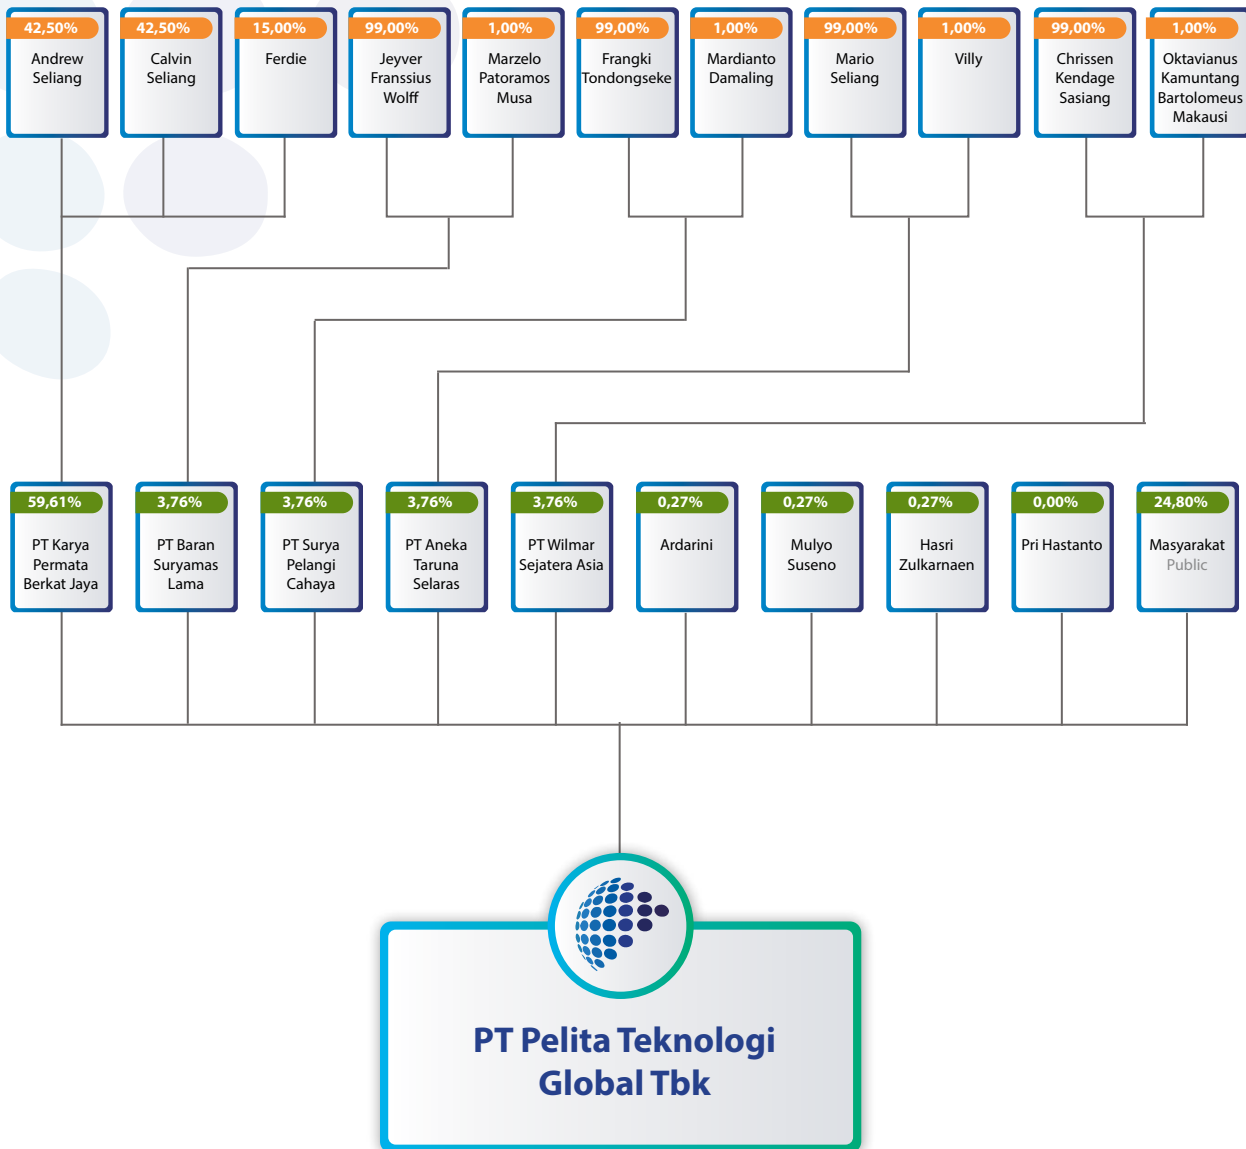 42,50%
Andrew
Seliang
42,50%
Calvin
Seliang
15,00%
Ferdie
99,00%
Jeyver
Franssius
Wolff
1,00%
Marzelo
Patoramos
Musa
99,00%
Frangki
Tondongseke
1,00%
Mardianto
Damaling
99,00%
Mario
Seliang
1,00%
Villy
99,00%
Chrissen
Kendage
Sasiang
1,00%
Oktavianus
Kamuntang
Bartolomeus
Makausi
59,61%
PT Karya
Permata
Berkat Jaya
3,76%
PT Baran
Suryamas
Lama
3,76%
PT Surya
Pelangi
Cahaya
3,76%
PT Aneka
Taruna
Selaras
3,76%
PT Wilmar
Sejatera Asia
0,27%
Ardarini
0,27%
Mulyo
Suseno
0,27%
Hasri
Zulkarnaen
0,00%
Pri Hastanto
24,80%
Masyarakat
Public
PT Pelita Teknologi
Global Tbk